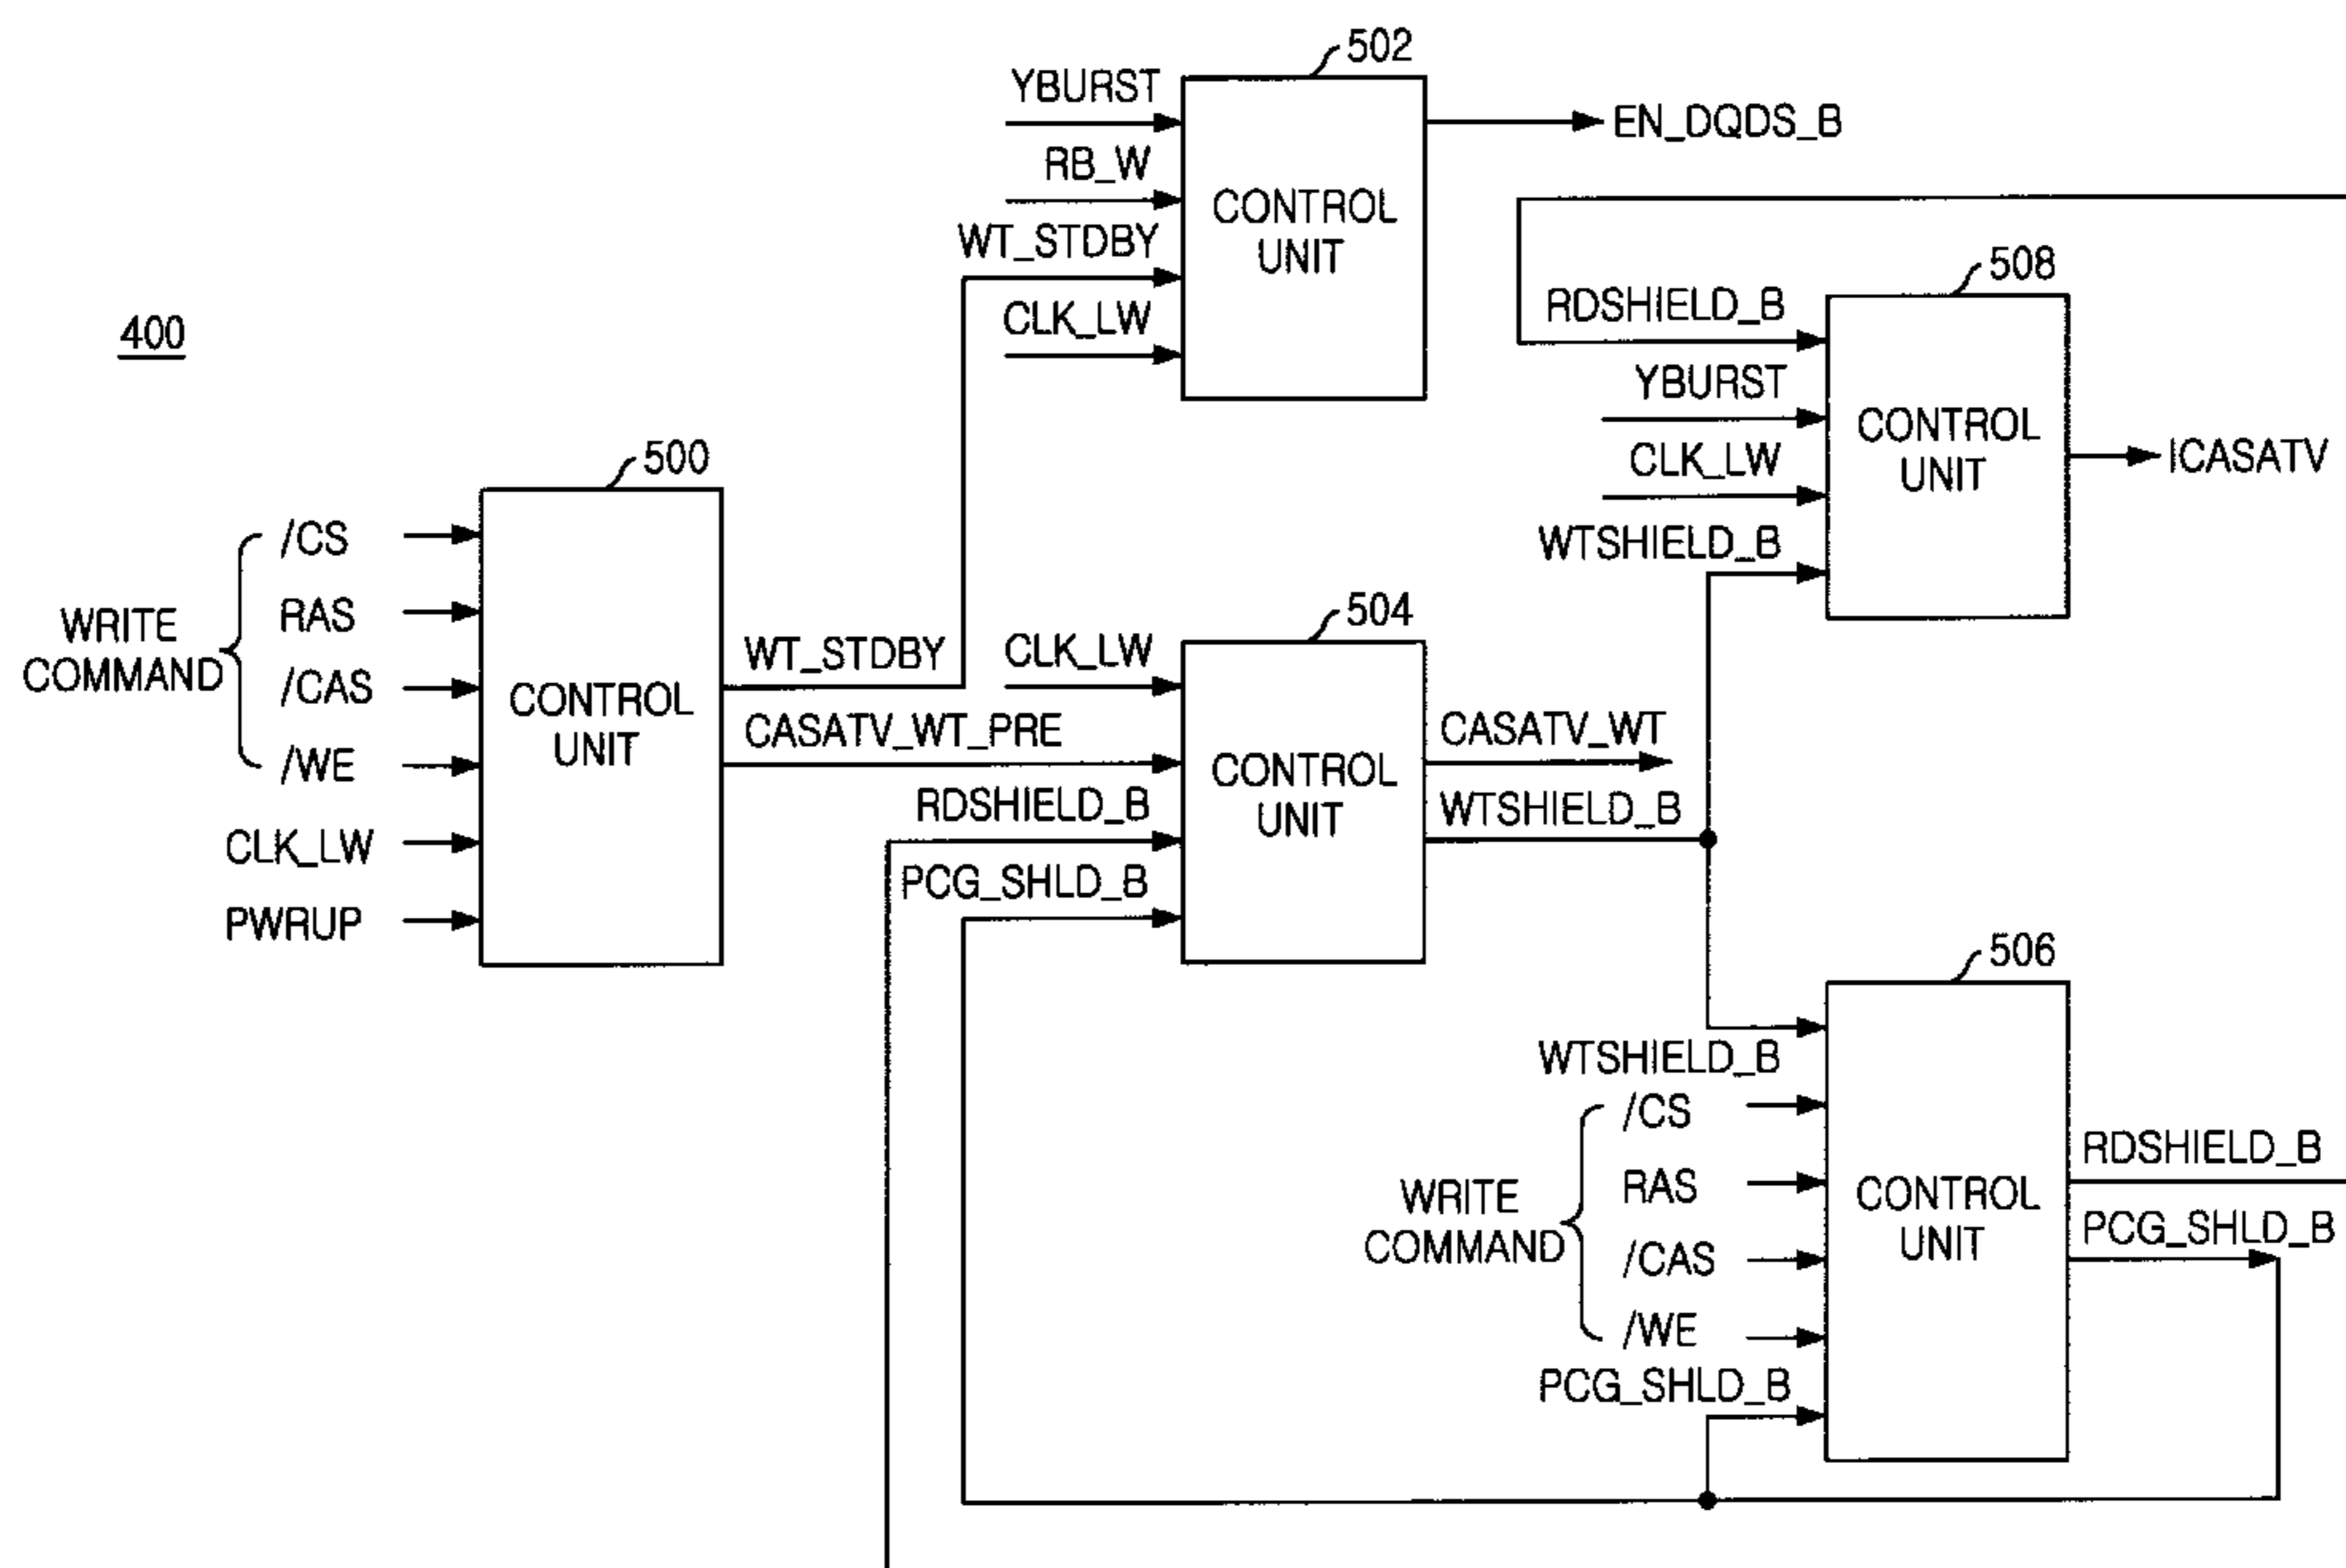 400
502
YBURST
RB_W
WT_STDBY
CLK_LW
CONTROL
UNIT
EN_DQDS_B
508
RDSHIELD_B
YBURST
CLK_LW
WTSHIELD_B
CONTROL
UNIT
ICASATV
500
WRITE
COMMAND
/CS
RAS
/CAS
/WE
CLK_LW
PWRUP
CONTROL
UNIT
WT_STDBY
CASATV_WT_PRE
504
CLK_LW
RDSHIELD_B
PCG_SHLD_B
CONTROL
UNIT
CASATV_WT
WTSHIELD_B
506
WTSHIELD_B
WRITE
COMMAND
/CS
RAS
/CAS
/WE
PCG_SHLD_B
CONTROL
UNIT
RDSHIELD_B
PCG_SHLD_B